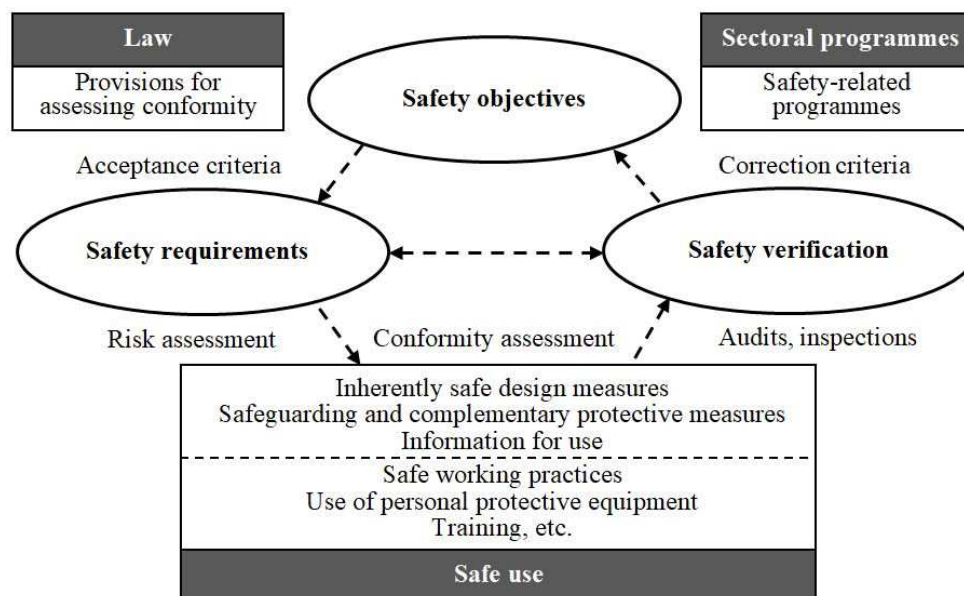 Law
Provisions for
assessing conformity
Sectoral programmes
Safety-related
programmes
Safety objectives
Acceptance criteria
Correction criteria
Safety requirements
Safety verification
Risk assessment
Conformity assessment
Audits, inspections
Inherently safe design measures
Safeguarding and complementary protective measures
Information for use
Safe working practices
Use of personal protective equipment
Training, etc.
Safe use